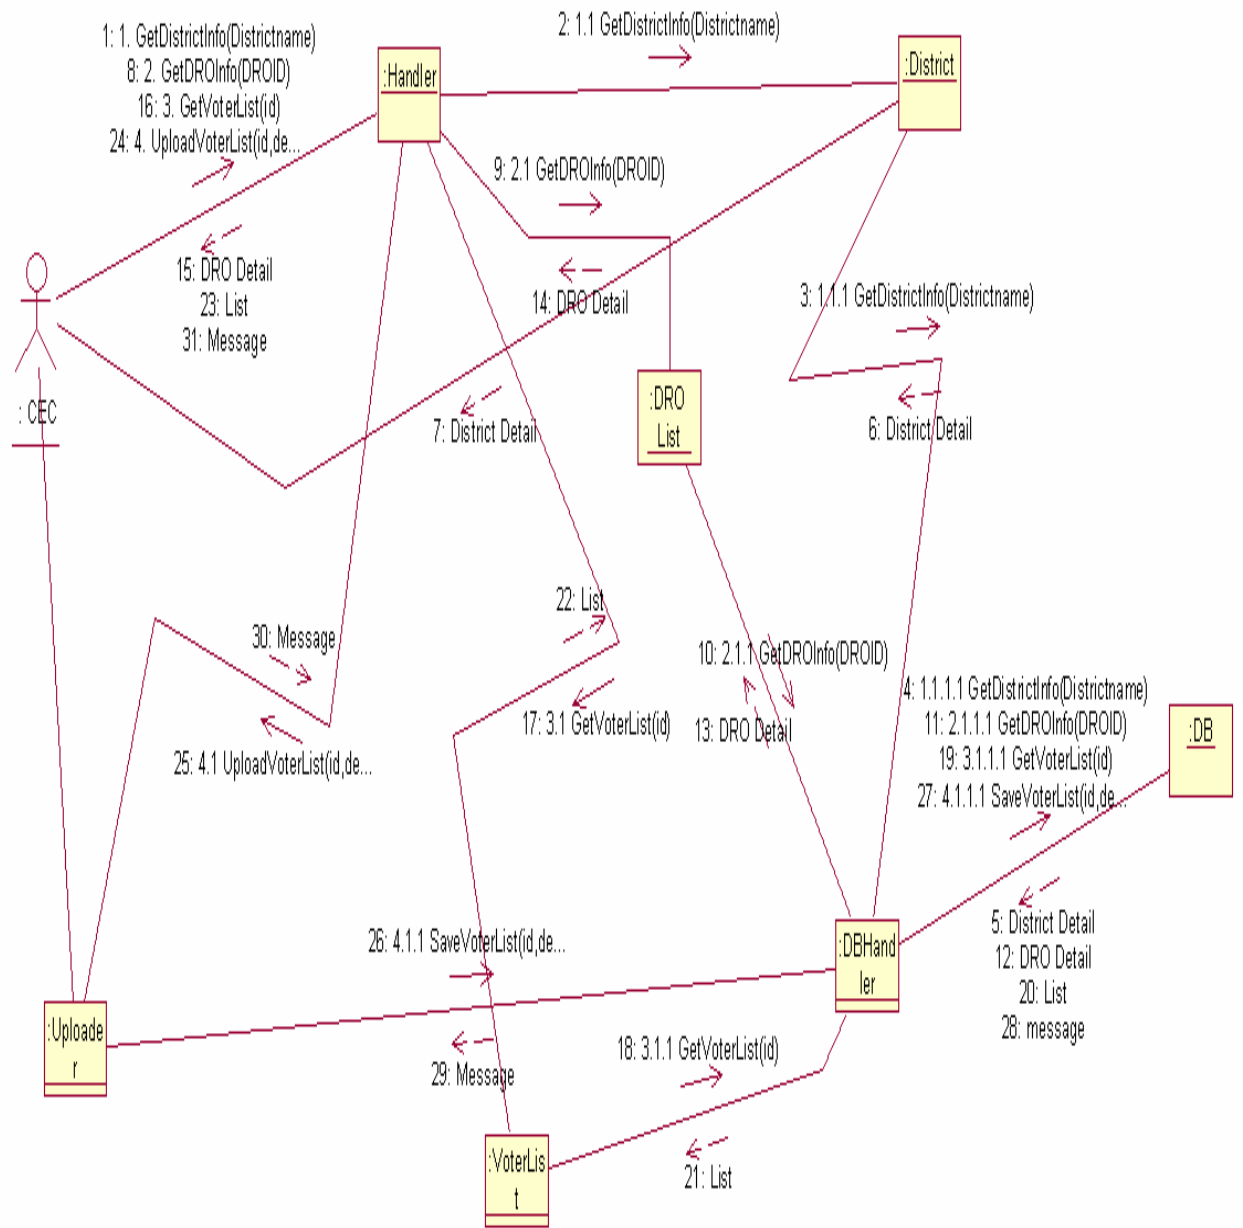 1: 1. GetDistrictInfo(Districtname)
8: 2. GetDROInfo(DROID)
16: 3. GetVoterList(id)
24: 4. UploadVoterList(id,de...
:Handler
2: 1.1 GetDistrictInfo(Districtname)
:District
9: 2.1 GetDROInfo(DROID)
15: DRO Detail
23: List
31: Message
14: DRO Detail
3: 1.1.1 GetDistrictInfo(Districtname)
: CEC
:DRO
List
7: District Detail
6: District Detail
22: List
30: Message
10: 2.1.1 GetDROInfo(DROID)
17: 3.1 GetVoterList(id)
13: DRO Detail
25: 4.1 UploadVoterList(id,de...
4: 1.1.1.1 GetDistrictInfo(Districtname)
11: 2.1.1.1 GetDROInfo(DROID)
19: 3.1.1.1 GetVoterList(id)
27: 4.1.1.1 SaveVoterList(id,de...
:DB
26: 4.1.1 SaveVoterList(id,de...
:DBHand
ler
5: District Detail
12: DRO Detail
20: List
28: message
:Uploade
r
29: Message
18: 3.1.1 GetVoterList(id)
:VoterLis
t
21: List